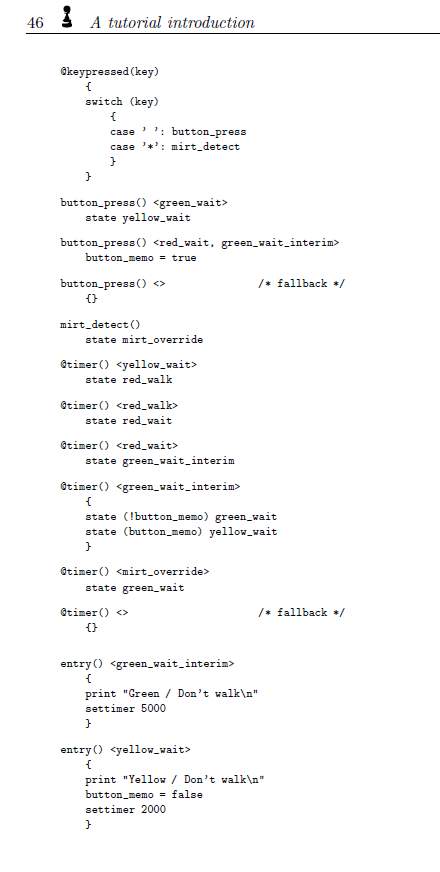 46 A tutorial introduction
@keypressed(key)
{
switch (key)
{
case ' ': button_press
case '*': mirt_detect
}
}
button_press() <green_wait>
state yellow_wait
button_press() <red_wait, green_wait_interim>
button_memo = true
button_press() <> /* fallback */
{}
mirt_detect()
state mirt_override
@timer() <yellow_wait>
state red_walk
@timer() <red_walk>
state red_wait
@timer() <red_wait>
state green_wait_interim
@timer() <green_wait_interim>
{
state (!button_memo) green_wait
state (button_memo) yellow_wait
}
@timer() <mirt_override>
state green_wait
@timer() <> /* fallback */
{}
entry() <green_wait_interim>
{
print "Green / Don't walk\n"
settimer 5000
}
entry() <yellow_wait>
{
print "Yellow / Don't walk\n"
button_memo = false
settimer 2000
}